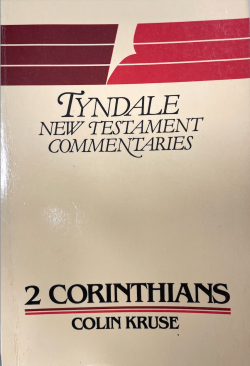 TYNDALE
NEW TESTAMENT
COMMENTARIES
2 CORINTHIANS
COLIN KRUSE